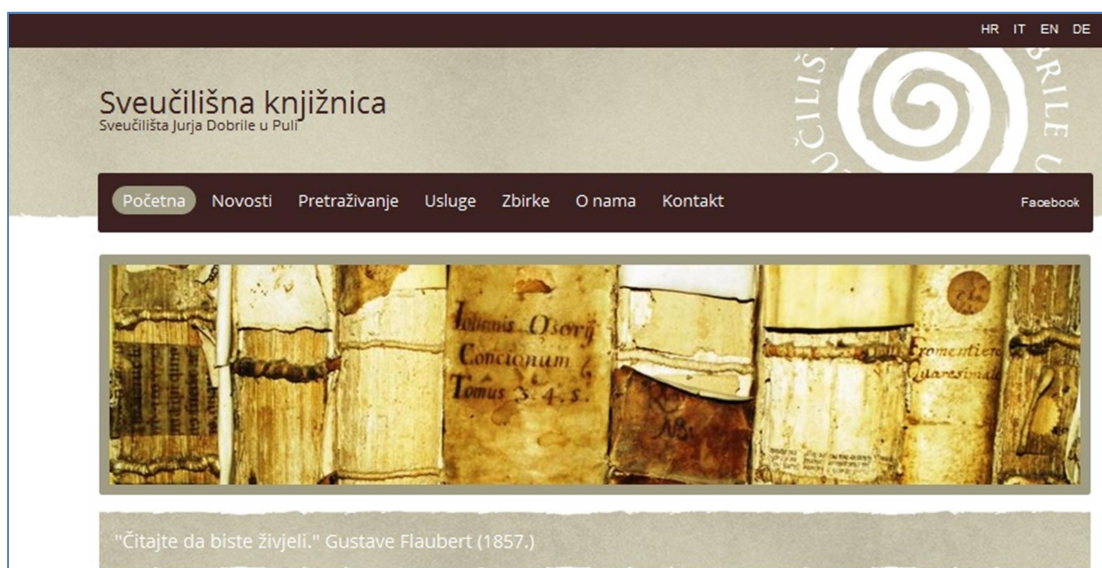 HR IT EN DE
Sveučilišna knjižnica
Sveučilišta Jurja Dobrile u Puli
Početna Novosti Pretraživanje Usluge Zbirke O nama Kontakt Facebook
Iohannis Osorij
Concionum
Tomus 3. 4. 5.
Fromentiere
Quaresimale
"Čitajte da biste živjeli." Gustave Flaubert (1857.)